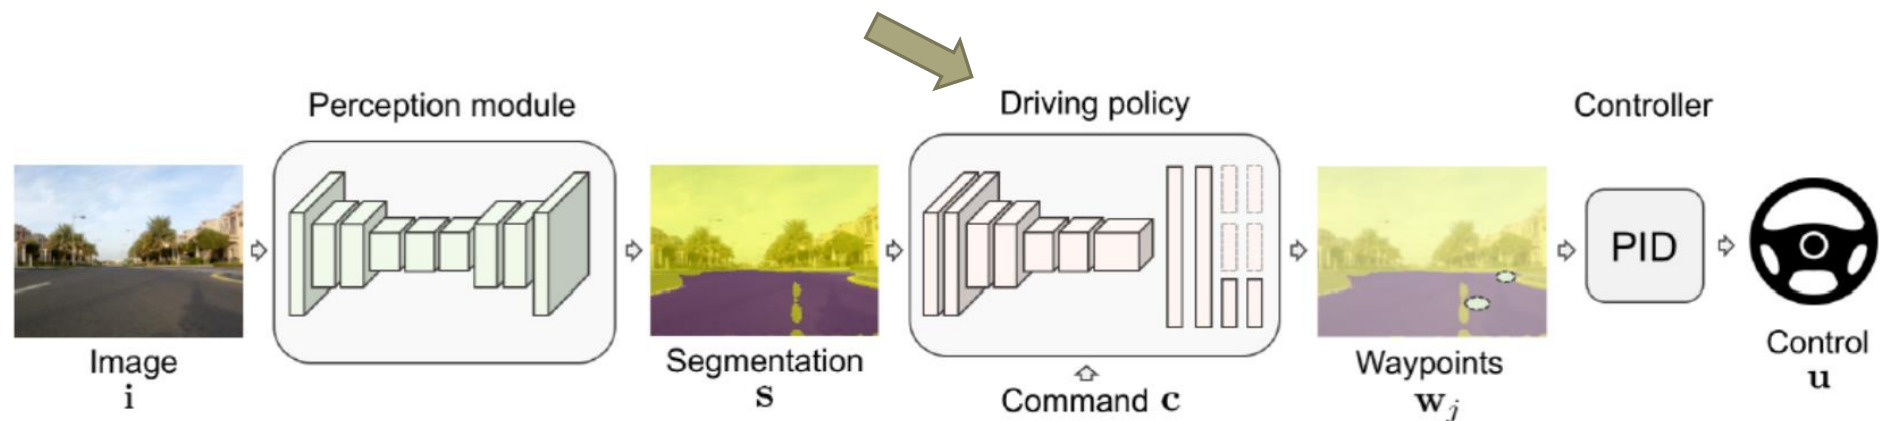 Perception module
Driving policy
Controller
PID
Image
i
Segmentation
s
Command c
Waypoints
w_j
Control
u